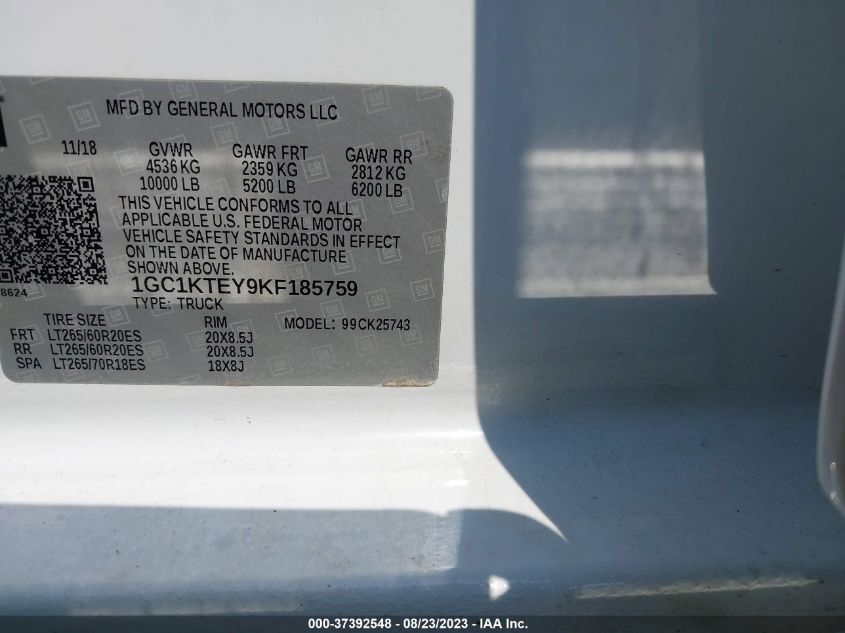 MFD BY GENERAL MOTORS LLC
11/18 GVWR GAWR FRT GAWR RR
4536 KG 2359 KG 2812 KG
10000 LB 5200 LB 6200 LB
THIS VEHICLE CONFORMS TO ALL
APPLICABLE U.S. FEDERAL MOTOR
VEHICLE SAFETY STANDARDS IN EFFECT
ON THE DATE OF MANUFACTURE
SHOWN ABOVE.
8624
1GC1KTEY9KF185759
TYPE: TRUCK
TIRE SIZE RIM MODEL: 99CK25743
FRT LT265/60R20ES 20X8.5J
RR LT265/60R20ES 20X8.5J
SPA LT265/70R18ES 18X8J
000-37392548 - 08/23/2023 - IAA Inc.